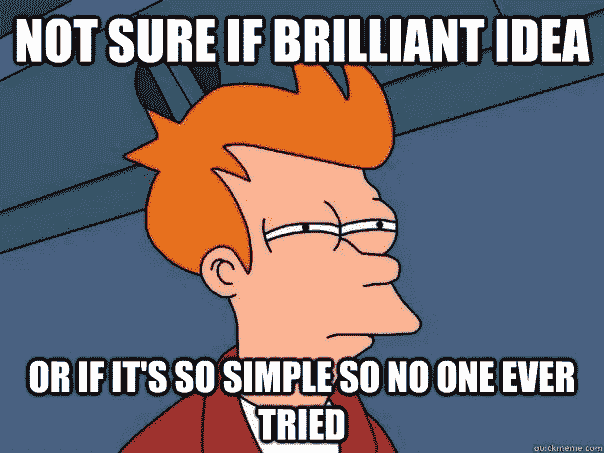 NOT SURE IF BRILLIANT IDEA
OR IF IT'S SO SIMPLE SO NO ONE EVER
TRIED
quickmeme.com